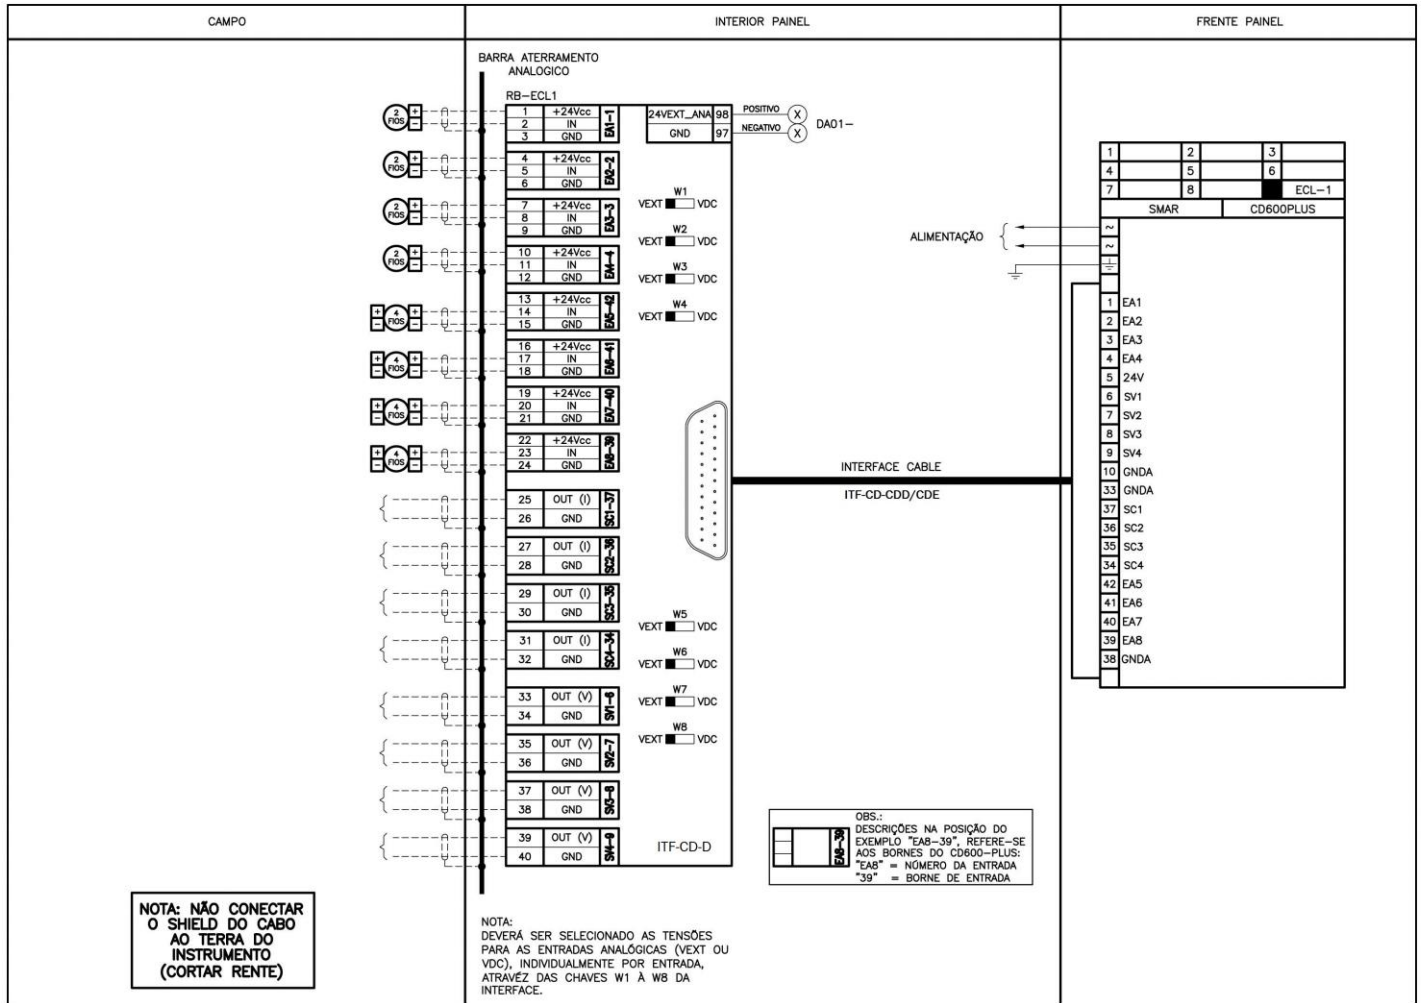 CAMPO
INTERIOR PAINEL
FRENTE PAINEL
BARRA ATERRAMENTO
ANALOGICO
RB-ECL1
2
FIOS
+
-
1 +24Vcc
2 IN
3 GND
EA1-1
24VEXT_ANA 98
GND 97
POSITIVO X
NEGATIVO X
DA01-
2
FIOS
+
-
4 +24Vcc
5 IN
6 GND
EA2-2
2
FIOS
+
-
7 +24Vcc
8 IN
9 GND
EA3-3
2
FIOS
+
-
10 +24Vcc
11 IN
12 GND
EA4-4
+
-
4
FIOS
+
-
13 +24Vcc
14 IN
15 GND
EA5-42
+
-
4
FIOS
+
-
16 +24Vcc
17 IN
18 GND
EA6-41
+
-
4
FIOS
+
-
19 +24Vcc
20 IN
21 GND
EA7-40
+
-
4
FIOS
+
-
22 +24Vcc
23 IN
24 GND
EA8-39
25 OUT (I)
26 GND
SC1-37
27 OUT (I)
28 GND
SC2-36
29 OUT (I)
30 GND
SC3-35
31 OUT (I)
32 GND
SC4-34
33 OUT (V)
34 GND
SV1-6
35 OUT (V)
36 GND
SV2-7
37 OUT (V)
38 GND
SV3-8
39 OUT (V)
40 GND
SV4-9
W1
VEXT VDC
W2
VEXT VDC
W3
VEXT VDC
W4
VEXT VDC
W5
VEXT VDC
W6
VEXT VDC
W7
VEXT VDC
W8
VEXT VDC
ITF-CD-D
INTERFACE CABLE
ITF-CD-CDD/CDE
1 2 3
4 5 6
7 8 ECL-1
SMAR CD600PLUS
ALIMENTAÇÃO
~
~
1 EA1
2 EA2
3 EA3
4 EA4
5 24V
6 SV1
7 SV2
8 SV3
9 SV4
10 GNDA
33 GNDA
37 SC1
36 SC2
35 SC3
34 SC4
42 EA5
41 EA6
40 EA7
39 EA8
38 GNDA
EA8-39
OBS.:
DESCRIÇÕES NA POSIÇÃO DO
EXEMPLO "EA8-39", REFERE-SE
AOS BORNES DO CD600-PLUS:
"EA8" = NÚMERO DA ENTRADA
"39" = BORNE DE ENTRADA
NOTA: NÃO CONECTAR
O SHIELD DO CABO
AO TERRA DO
INSTRUMENTO
(CORTAR RENTE)
NOTA:
DEVERÁ SER SELECIONADO AS TENSÕES
PARA AS ENTRADAS ANALÓGICAS (VEXT OU
VDC), INDIVIDUALMENTE POR ENTRADA,
ATRAVÉZ DAS CHAVES W1 À W8 DA
INTERFACE.